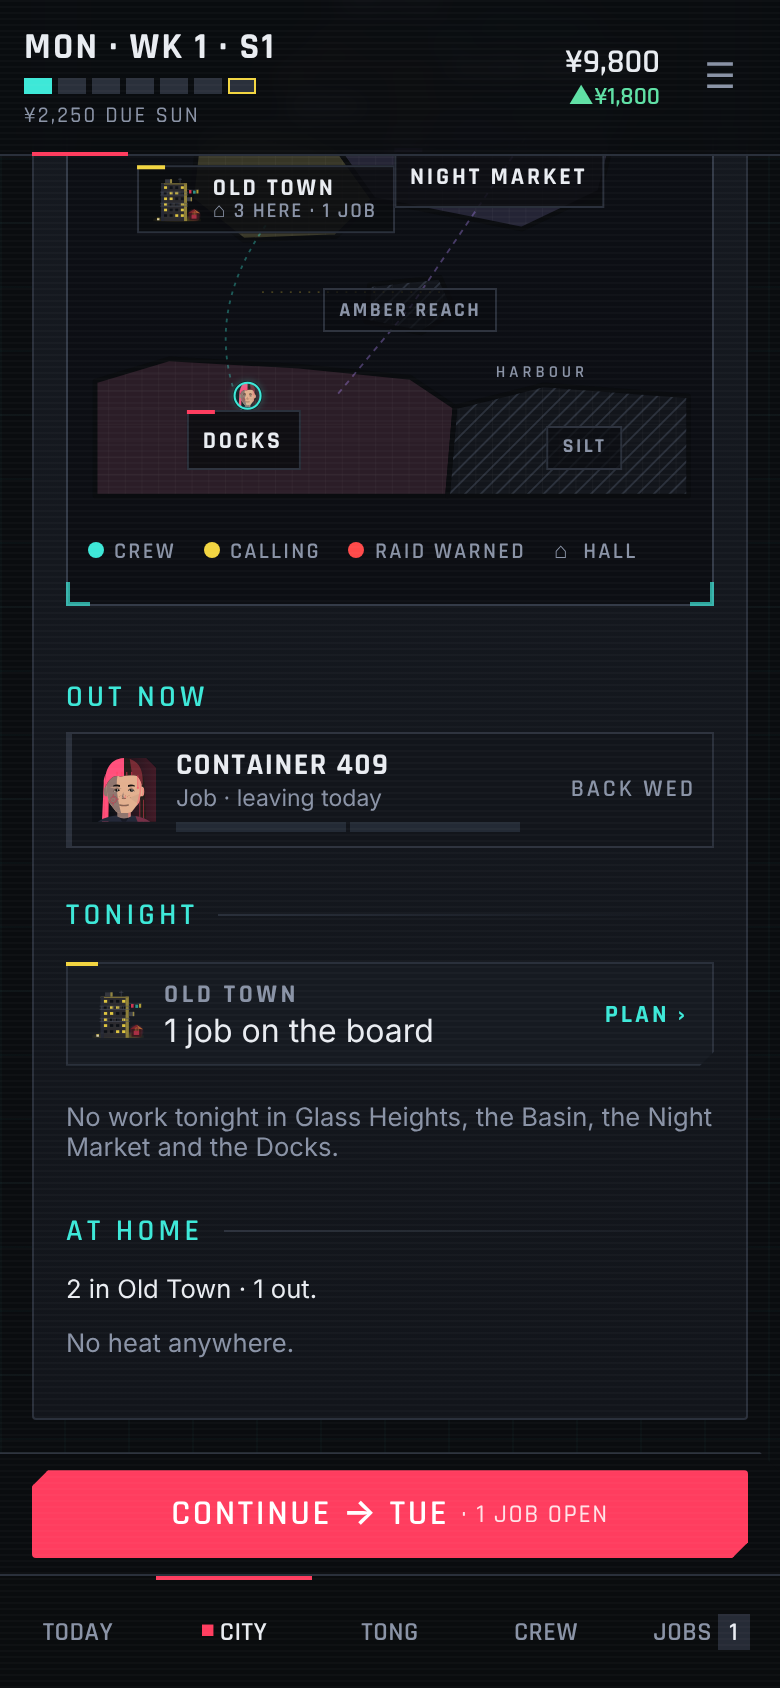 MON · WK 1 · S1
¥2,250 DUE SUN
¥9,800
▲¥1,800
☰
OLD TOWN
⌂ 3 HERE · 1 JOB
NIGHT MARKET
AMBER REACH
HARBOUR
DOCKS
SILT
CREW
CALLING
RAID WARNED
⌂ HALL
OUT NOW
CONTAINER 409
Job · leaving today
BACK WED
TONIGHT
OLD TOWN
1 job on the board
PLAN ›
No work tonight in Glass Heights, the Basin, the Night
Market and the Docks.
AT HOME
2 in Old Town · 1 out.
No heat anywhere.
CONTINUE → TUE · 1 JOB OPEN
TODAY
CITY
TONG
CREW
JOBS 1